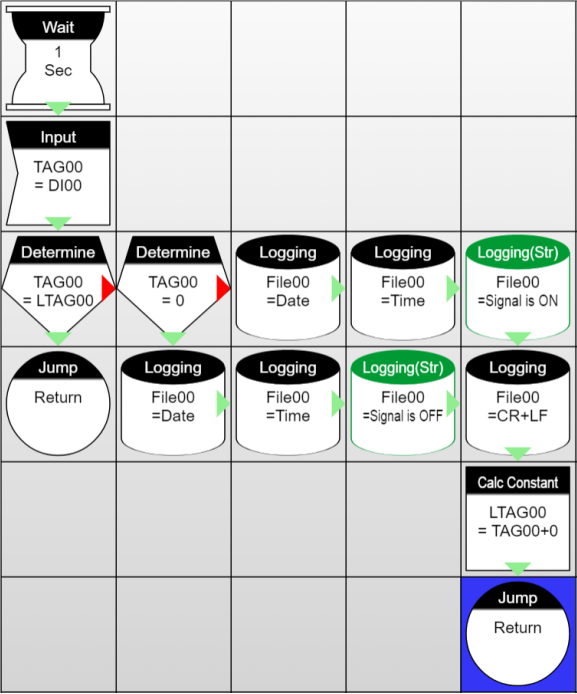 Wait
1
Sec
Input
TAG00
= DI00
Determine
TAG00
= LTAG00
Determine
TAG00
= 0
Logging
File00
=Date
Logging
File00
=Time
Logging(Str)
File00
=Signal is ON
Jump
Return
Logging
File00
=Date
Logging
File00
=Time
Logging(Str)
File00
=Signal is OFF
Logging
File00
=CR+LF
Calc Constant
LTAG00
= TAG00+0
Jump
Return